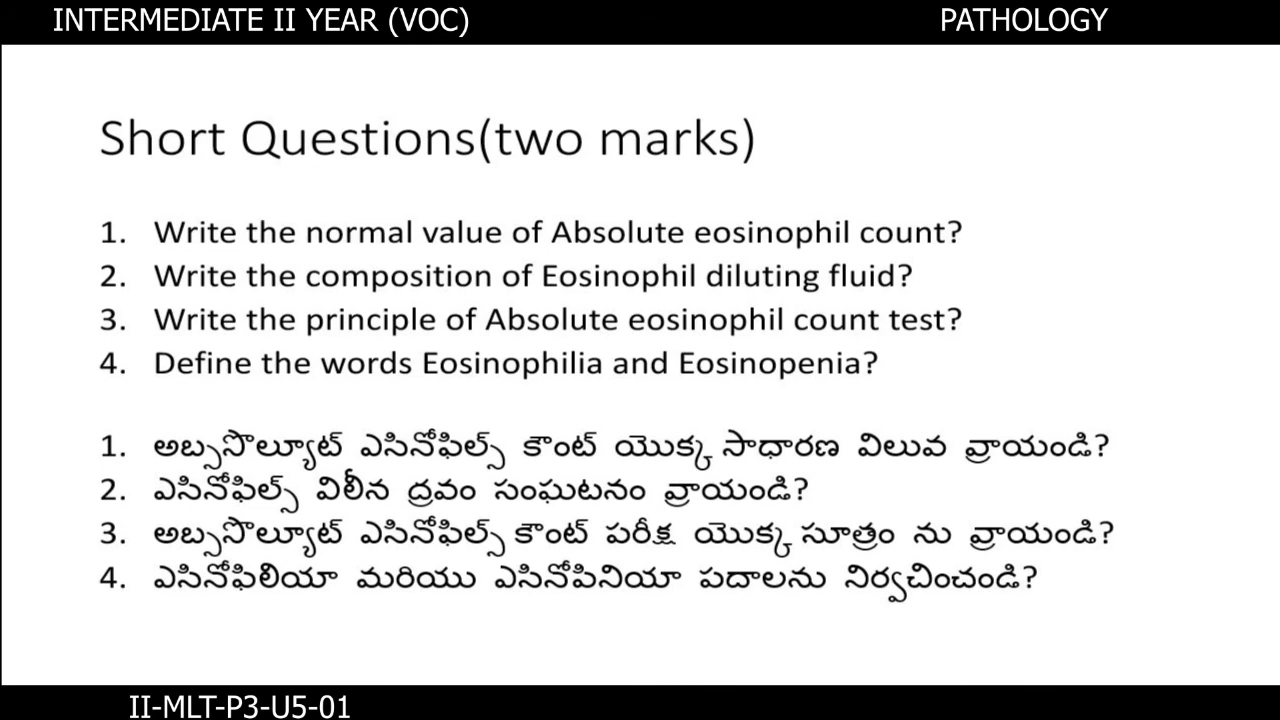 INTERMEDIATE II YEAR (VOC) PATHOLOGY
Short Questions(two marks)
1. Write the normal value of Absolute eosinophil count?
2. Write the composition of Eosinophil diluting fluid?
3. Write the principle of Absolute eosinophil count test?
4. Define the words Eosinophilia and Eosinopenia?
1. అబ్ససొల్యూట్ ఎసినోఫిల్స్ కౌంట్ యొక్క సాధారణ విలువ వ్రాయండి?
2. ఎసినోఫిల్స్ విలీన ద్రవం సంఘటనం వ్రాయండి?
3. అబ్ససొల్యూట్ ఎసినోఫిల్స్ కౌంట్ పరీక్ష యొక్క సూత్రం ను వ్రాయండి?
4. ఎసినోఫిలియా మరియు ఎసినోపినియా పదాలను నిర్వచించండి?
II-MLT-P3-U5-01